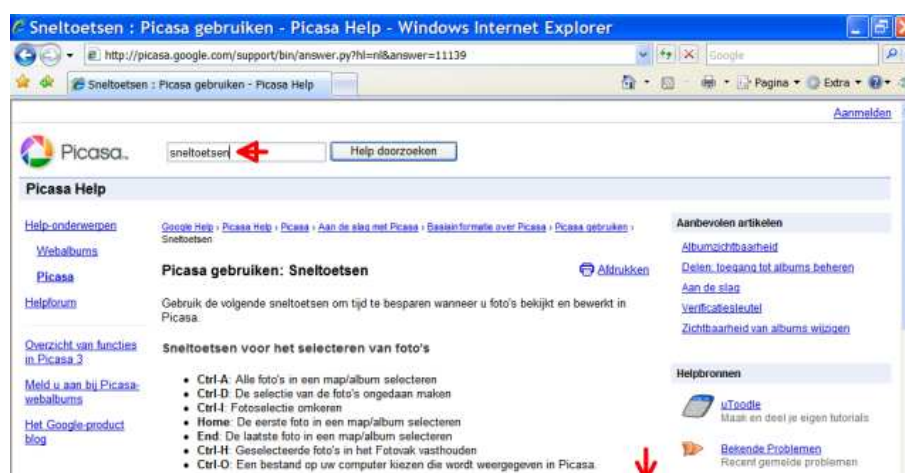 Sneltoetsen : Picasa gebruiken - Picasa Help - Windows Internet Explorer
http://picasa.google.com/support/bin/answer.py?hl=nl&answer=11139
Google
Sneltoetsen : Picasa gebruiken - Picasa Help
Pagina
Extra
Aanmelden
Picasa™
sneltoetsen
Help doorzoeken
Picasa Help
Help-onderwerpen
Webalbums
Picasa
Helpforum
Overzicht van functies
in Picasa 3
Meld u aan bij Picasa-
webalbums
Het Google-product
blog
Google Help › Picasa Help › Picasa › Aan de slag met Picasa › Basisinformatie over Picasa › Picasa gebruiken ›
Sneltoetsen
Picasa gebruiken: Sneltoetsen
Afdrukken
Gebruik de volgende sneltoetsen om tijd te besparen wanneer u foto's bekijkt en bewerkt in
Picasa.
Sneltoetsen voor het selecteren van foto's
• Ctrl-A: Alle foto's in een map/album selecteren
• Ctrl-D: De selectie van de foto's ongedaan maken
• Ctrl-I: Fotoselectie omkeren
• Home: De eerste foto in een map/album selecteren
• End: De laatste foto in een map/album selecteren
• Ctrl-H: Geselecteerde foto's in het Fotovak vasthouden
• Ctrl-O: Een bestand op uw computer kiezen die wordt weergegeven in Picasa.
Aanbevolen artikelen
Albumzichtbaarheid
Delen: toegang tot albums beheren
Aan de slag
Verificatiesleutel
Zichtbaarheid van albums wijzigen
Helpbronnen
uToodle
Maak en deel je eigen tutorials
Bekende Problemen
Recent gemelde problemen